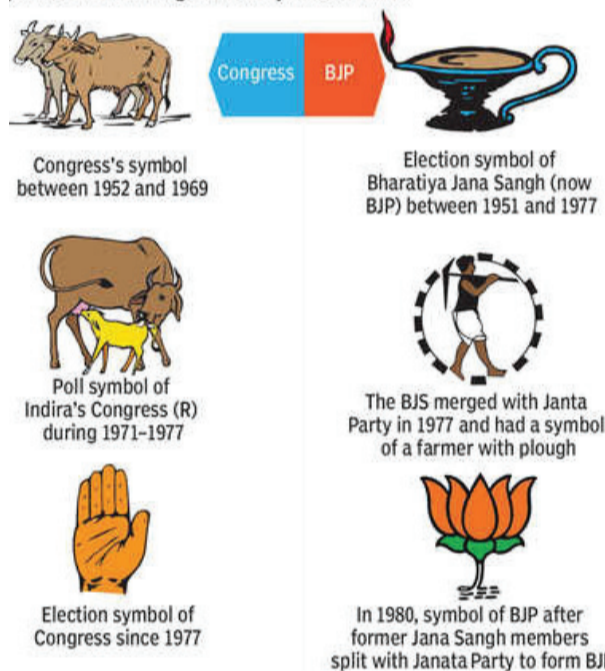 Congress
BJP
Congress's symbol
between 1952 and 1969
Election symbol of
Bharatiya Jana Sangh (now
BJP) between 1951 and 1977
Poll symbol of
Indira's Congress (R)
during 1971–1977
The BJS merged with Janta
Party in 1977 and had a symbol
of a farmer with plough
Election symbol of
Congress since 1977
In 1980, symbol of BJP after
former Jana Sangh members
split with Janata Party to form BJP